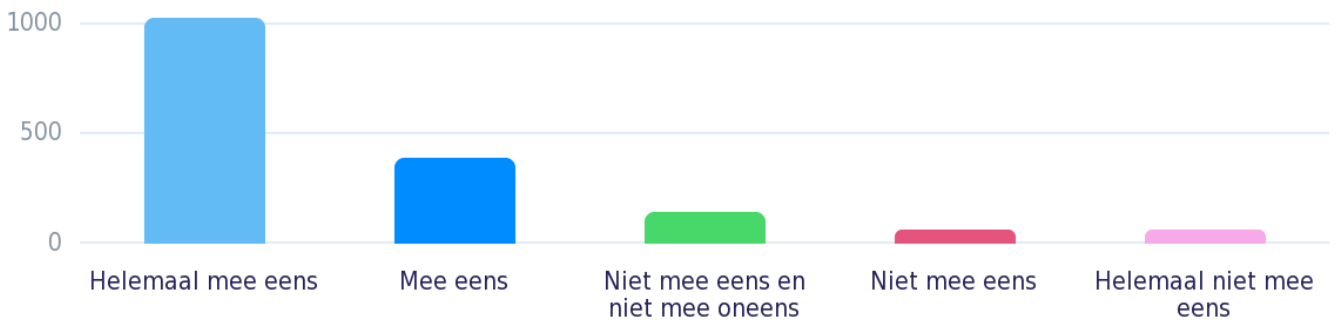 1000
500
0
Helemaal mee eens
Mee eens
Niet mee eens en
niet mee oneens
Niet mee eens
Helemaal niet mee
eens